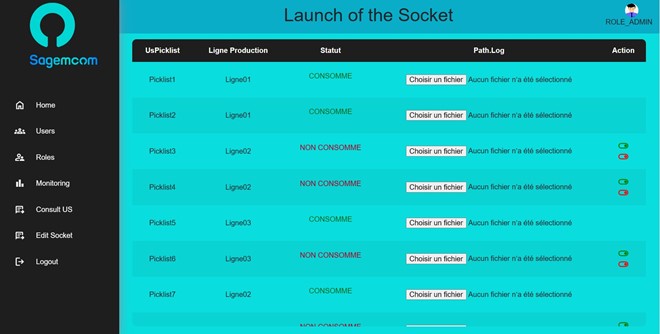 Launch of the Socket
ROLE_ADMIN
Sagemcom
Home
Users
Roles
Monitoring
Consult US
Edit Socket
Logout
UsPicklist Ligne Production Statut Path.Log Action
Picklist1 Ligne01 CONSOMME Choisir un fichier Aucun fichier n'a été sélectionné
Picklist2 Ligne01 CONSOMME Choisir un fichier Aucun fichier n'a été sélectionné
Picklist3 Ligne02 NON CONSOMME Choisir un fichier Aucun fichier n'a été sélectionné
Picklist4 Ligne02 NON CONSOMME Choisir un fichier Aucun fichier n'a été sélectionné
Picklist5 Ligne03 CONSOMME Choisir un fichier Aucun fichier n'a été sélectionné
Picklist6 Ligne03 NON CONSOMME Choisir un fichier Aucun fichier n'a été sélectionné
Picklist7 Ligne02 CONSOMME Choisir un fichier Aucun fichier n'a été sélectionné
NON CONSOMME